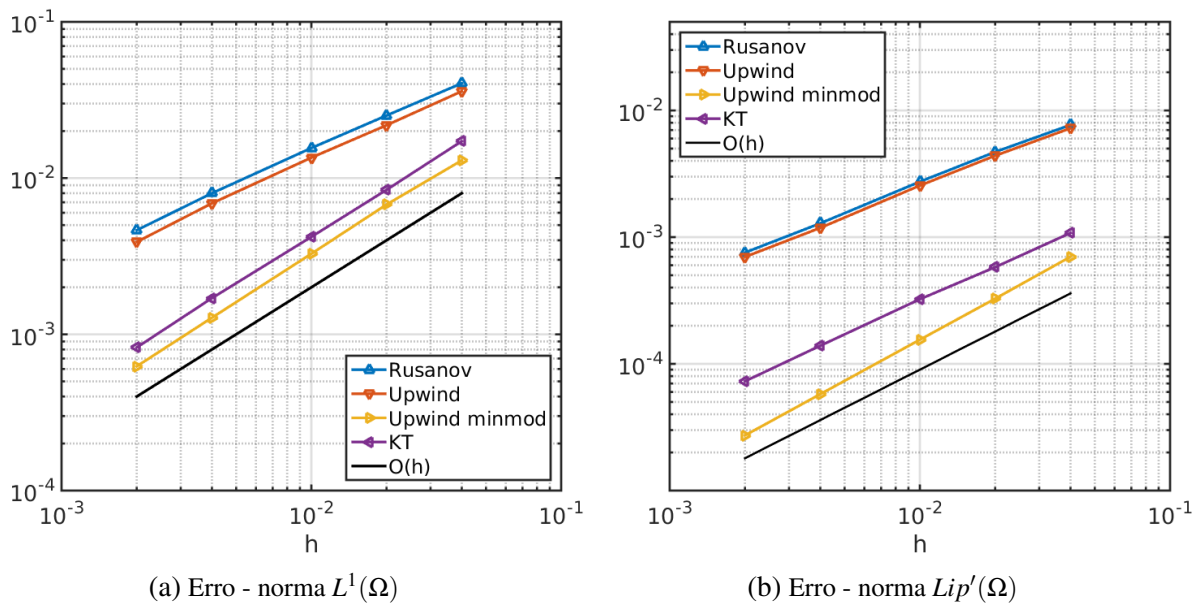 10^-1
10^-2
10^-3
10^-4
10^-3
10^-2
10^-1
h
Rusanov
Upwind
Upwind minmod
KT
O(h)
(a) Erro - norma L^1(Ω)
Rusanov
Upwind
Upwind minmod
KT
O(h)
10^-2
10^-3
10^-4
10^-3
10^-2
10^-1
h
(b) Erro - norma Lip′(Ω)